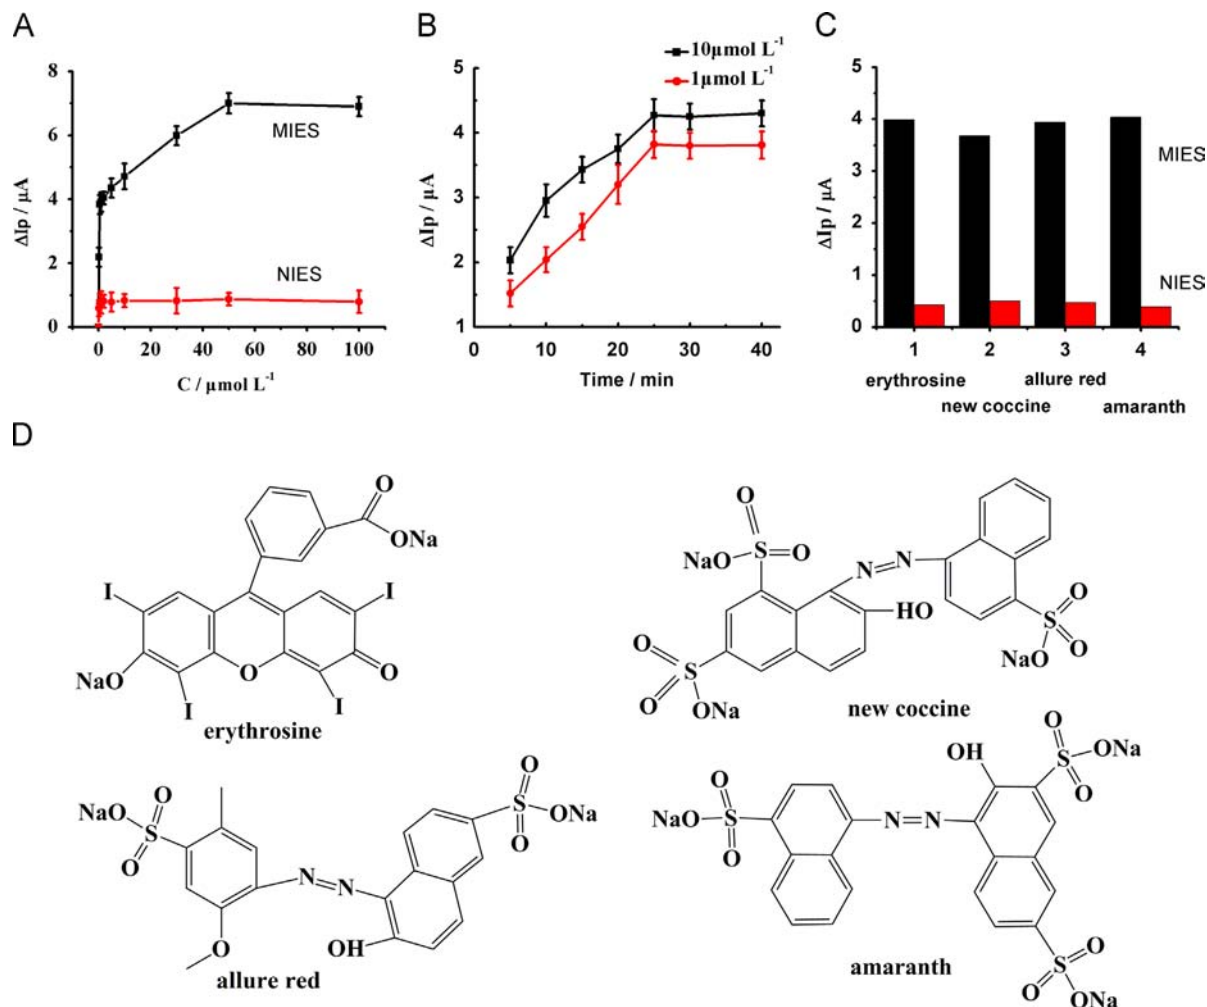 A
ΔIp / μA
8
6
4
2
0
MIES
NIES
0 20 40 60 80 100
C / μmol L⁻¹
B
10μmol L⁻¹
1μmol L⁻¹
ΔIp / μA
5
4
3
2
1
0 10 20 30 40
Time / min
C
ΔIp / μA
5
4
3
2
1
0
MIES
NIES
1 2 3 4
erythrosine allure red
new coccine amaranth
D
O
ONa
I I
NaO O O
I I
erythrosine
O
NaO S O
N=N
HO
O
S O
O S NaO O
O ONa
new coccine
O
NaO S
O
O
S ONa
O
N=N
OH
O
allure red
O
NaO S
O
N=N
OH
O
S ONa
O
O
S O
ONa
amaranth